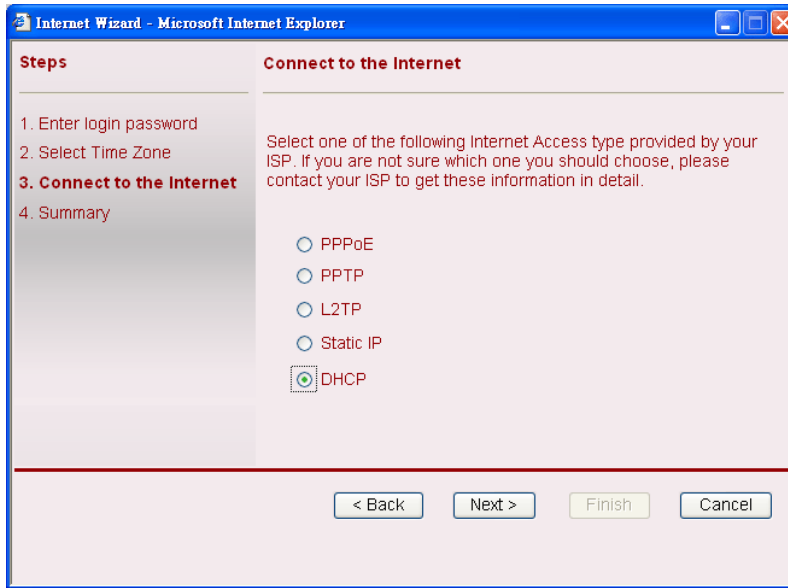 Internet Wizard - Microsoft Internet Explorer
Steps
1. Enter login password
2. Select Time Zone
3. Connect to the Internet
4. Summary
Connect to the Internet
Select one of the following Internet Access type provided by your
ISP. If you are not sure which one you should choose, please
contact your ISP to get these information in detail.
PPPoE
PPTP
L2TP
Static IP
DHCP
< Back
Next >
Finish
Cancel